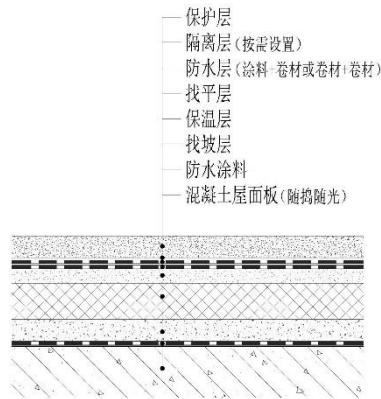 保护层
隔离层(按需设置)
防水层(涂料+卷材或卷材+卷材)
找平层
保温层
找坡层
防水涂料
混凝土屋面板(随捣随光)